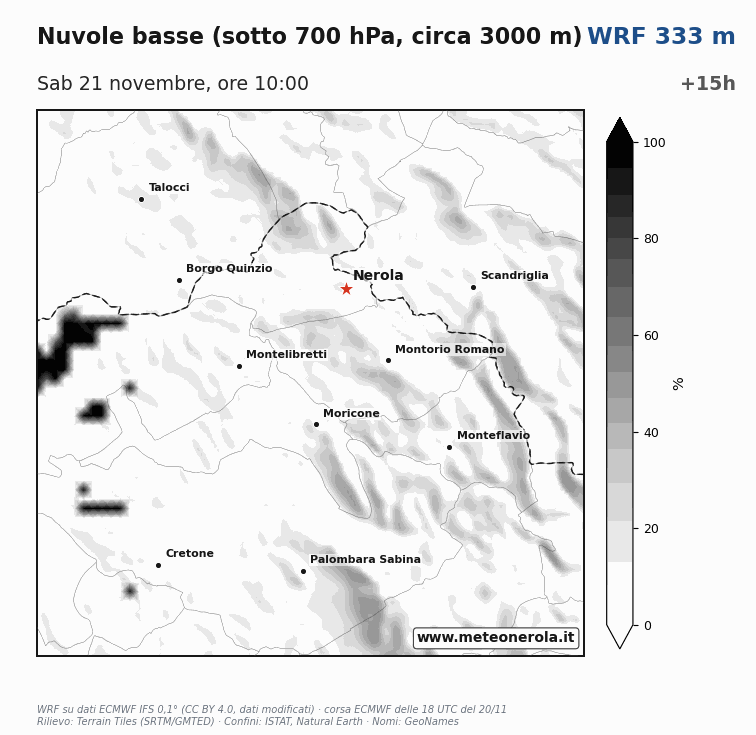 Nuvole basse (sotto 700 hPa, circa 3000 m) WRF 333 m
Sab 21 novembre, ore 10:00 +15h
Talocci
Borgo Quinzio
Nerola
Scandriglia
Montelibretti
Montorio Romano
Moricone
Monteflavio
Cretone
Palombara Sabina
www.meteonerola.it
100
80
60
40
20
0
%
WRF su dati ECMWF IFS 0,1° (CC BY 4.0, dati modificati) · corsa ECMWF delle 18 UTC del 20/11
Rilievo: Terrain Tiles (SRTM/GMTED) · Confini: ISTAT, Natural Earth · Nomi: GeoNames